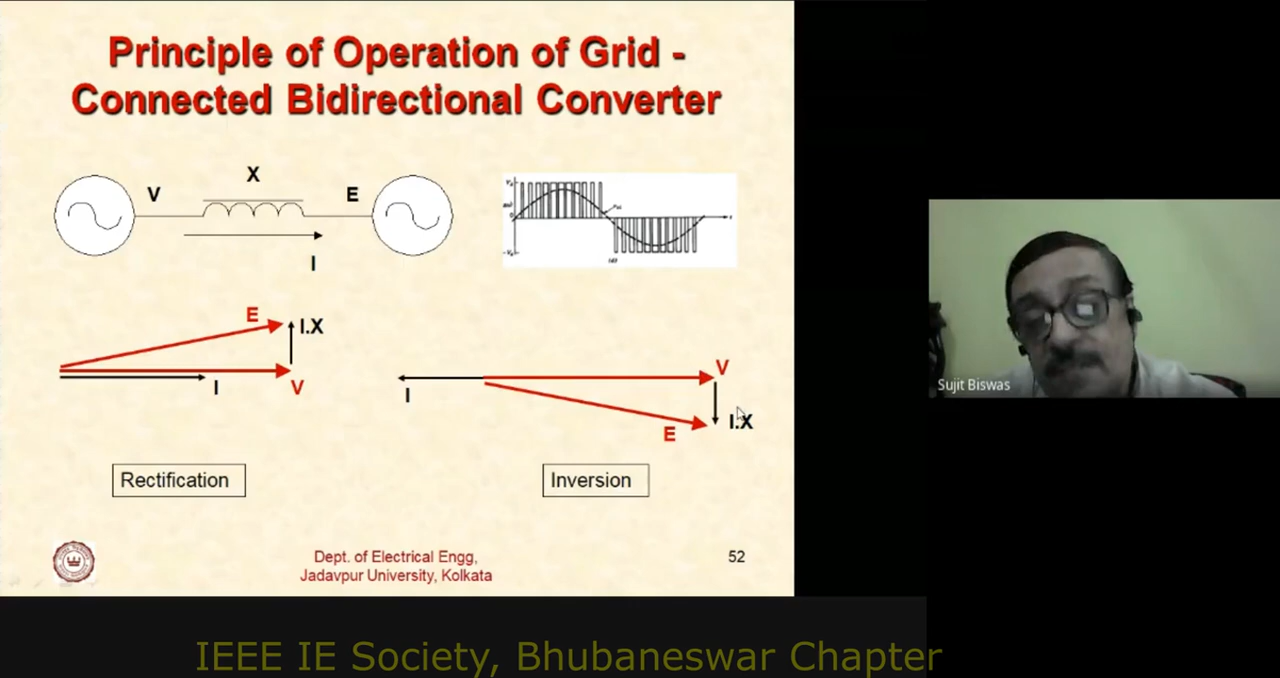 Principle of Operation of Grid -
Connected Bidirectional Converter
V
X
E
I
E
I.X
I
V
V
I
I.X
E
Rectification
Inversion
Dept. of Electrical Engg,
Jadavpur University, Kolkata
52
Sujit Biswas
IEEE IE Society, Bhubaneswar Chapter